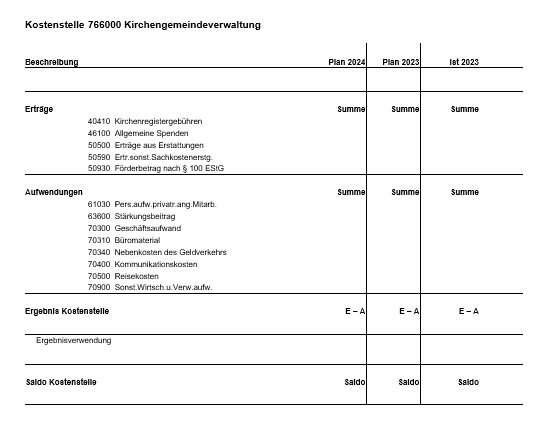 Kostenstelle 766000 Kirchengemeindeverwaltung
Beschreibung Plan 2024 Plan 2023 Ist 2023
Erträge Summe Summe Summe
40410 Kirchenregistergebühren
46100 Allgemeine Spenden
50500 Erträge aus Erstattungen
50590 Ertr.sonst.Sachkostenerstg.
50930 Förderbetrag nach § 100 EStG
Aufwendungen Summe Summe Summe
61030 Pers.aufw.privatr.ang.Mitarb.
63600 Stärkungsbeitrag
70300 Geschäftsaufwand
70310 Büromaterial
70340 Nebenkosten des Geldverkehrs
70400 Kommunikationskosten
70500 Reisekosten
70900 Sonst.Wirtsch.u.Verw.aufw.
Ergebnis Kostenstelle E – A E – A E – A
Ergebnisverwendung
Saldo Kostenstelle Saldo Saldo Saldo